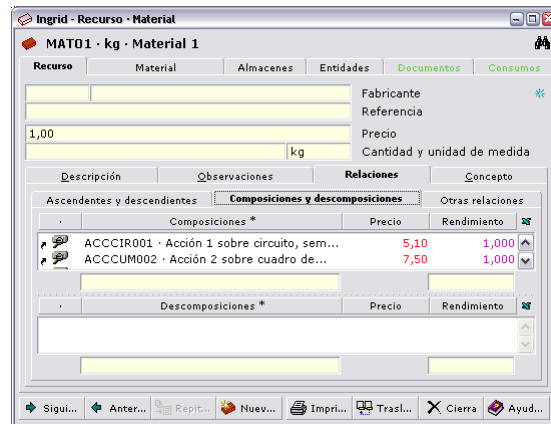 Ingrid - Recurso · Material
MAT01 · kg · Material 1
Recurso Material Almacenes Entidades Documentos Consumos
Fabricante
Referencia
1,00 Precio
kg Cantidad y unidad de medida
Descripción Observaciones Relaciones Concepto
Ascendentes y descendientes Composiciones y descomposiciones Otras relaciones
· Composiciones * Precio Rendimiento
ACCCIR001 · Acción 1 sobre circuito, sem... 5,10 1,000
ACCCUM002 · Acción 2 sobre cuadro de... 7,50 1,000
· Descomposiciones * Precio Rendimiento
Sigui... Anter... Repit... Nuev... Impri... Trasl... Cierra Ayud...